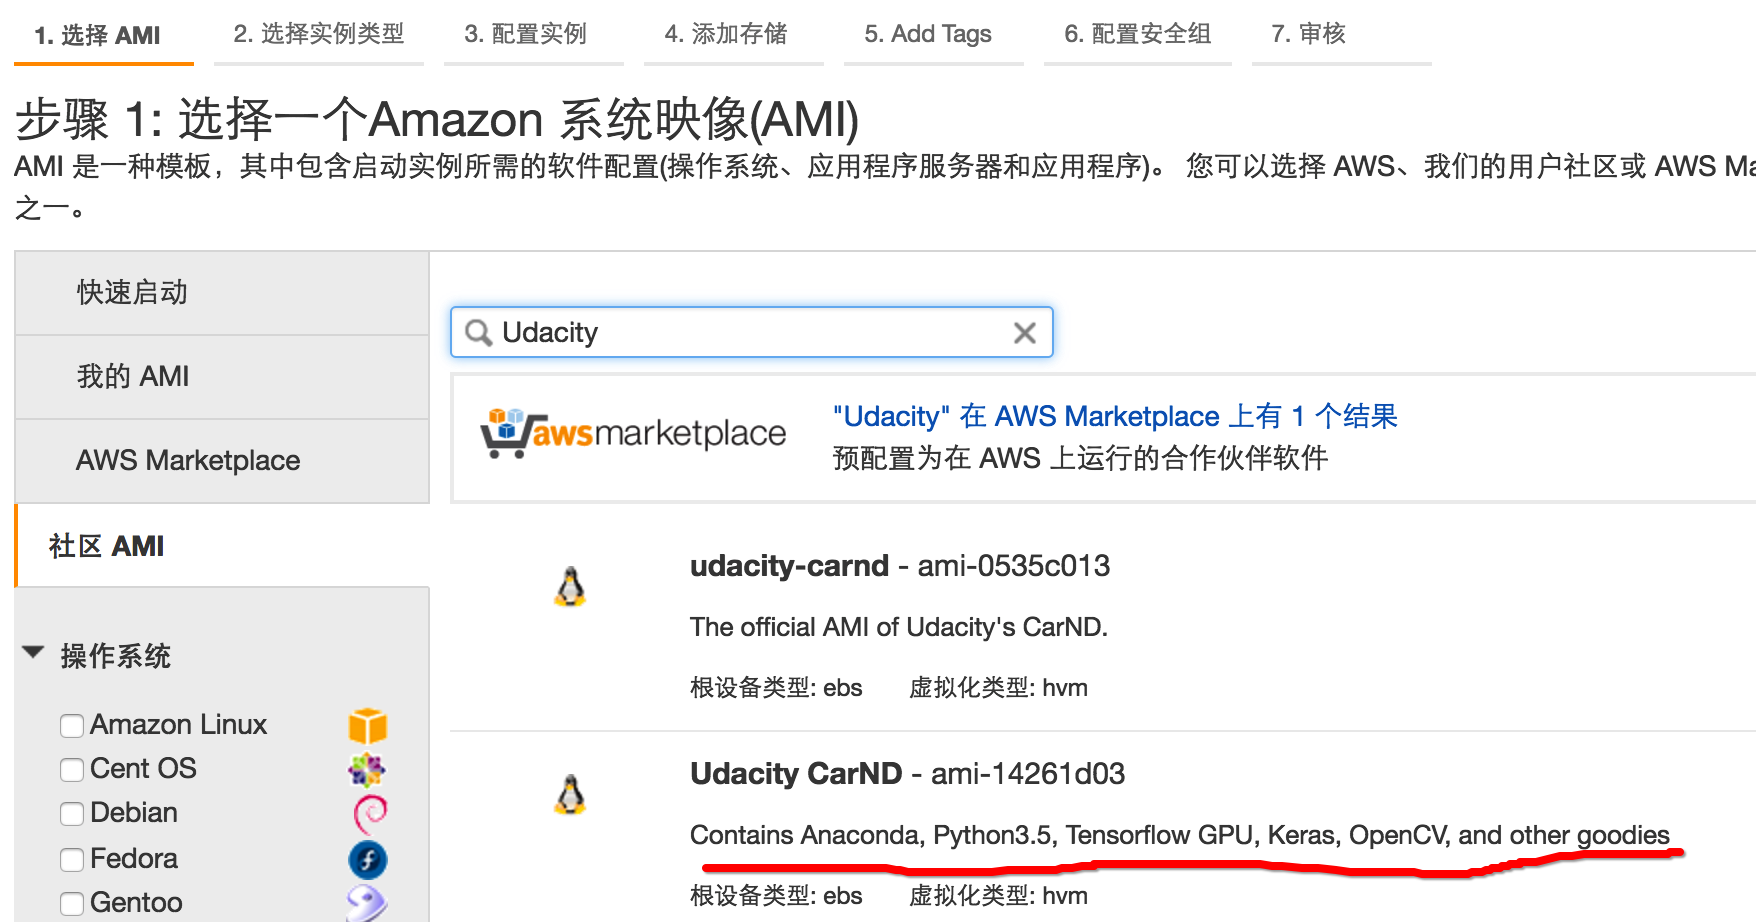 1. 选择 AMI 2. 选择实例类型 3. 配置实例 4. 添加存储 5. Add Tags 6. 配置安全组 7. 审核
步骤 1: 选择一个Amazon 系统映像(AMI)
AMI 是一种模板，其中包含启动实例所需的软件配置(操作系统、应用程序服务器和应用程序)。 您可以选择 AWS、我们的用户社区或 AWS Ma
之一。
快速启动
我的 AMI
AWS Marketplace
社区 AMI
操作系统
Amazon Linux
Cent OS
Debian
Fedora
Gentoo
Udacity
awsmarketplace
"Udacity" 在 AWS Marketplace 上有 1 个结果
预配置为在 AWS 上运行的合作伙伴软件
udacity-carnd - ami-0535c013
The official AMI of Udacity's CarND.
根设备类型: ebs 虚拟化类型: hvm
Udacity CarND - ami-14261d03
Contains Anaconda, Python3.5, Tensorflow GPU, Keras, OpenCV, and other goodies
根设备类型: ebs 虚拟化类型: hvm